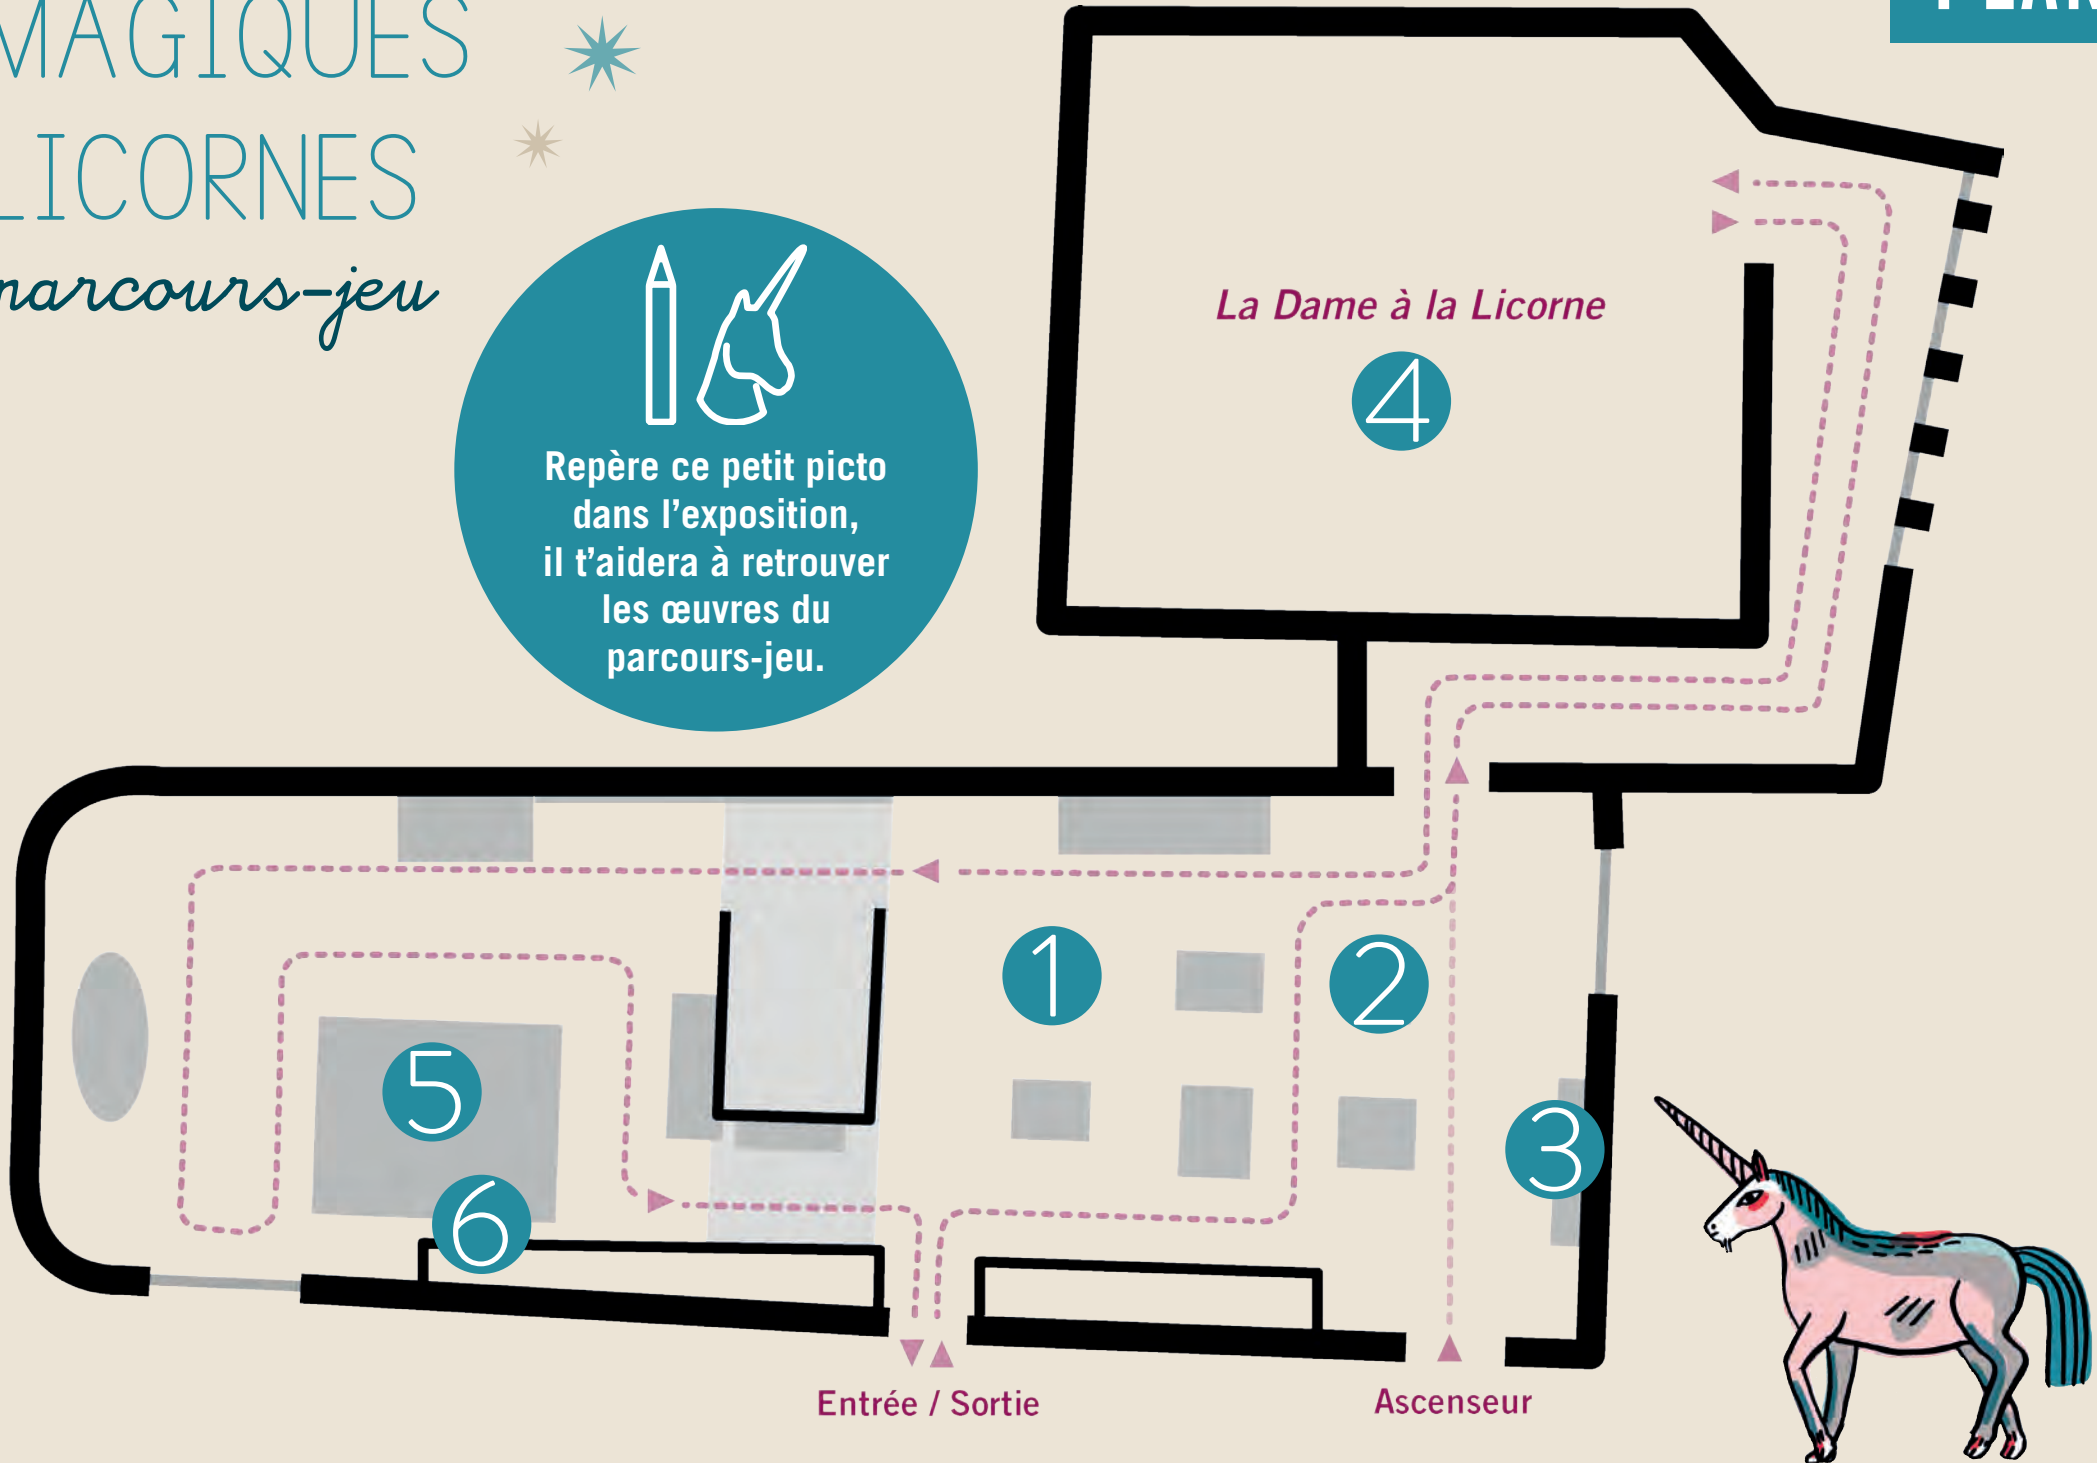 MAGIQUES
LICORNES
parcours-jeu
Repère ce petit picto
dans l'exposition,
il t'aidera à retrouver
les œuvres du
parcours-jeu.
La Dame à la Licorne
4
1
2
3
5
6
Entrée / Sortie
Ascenseur